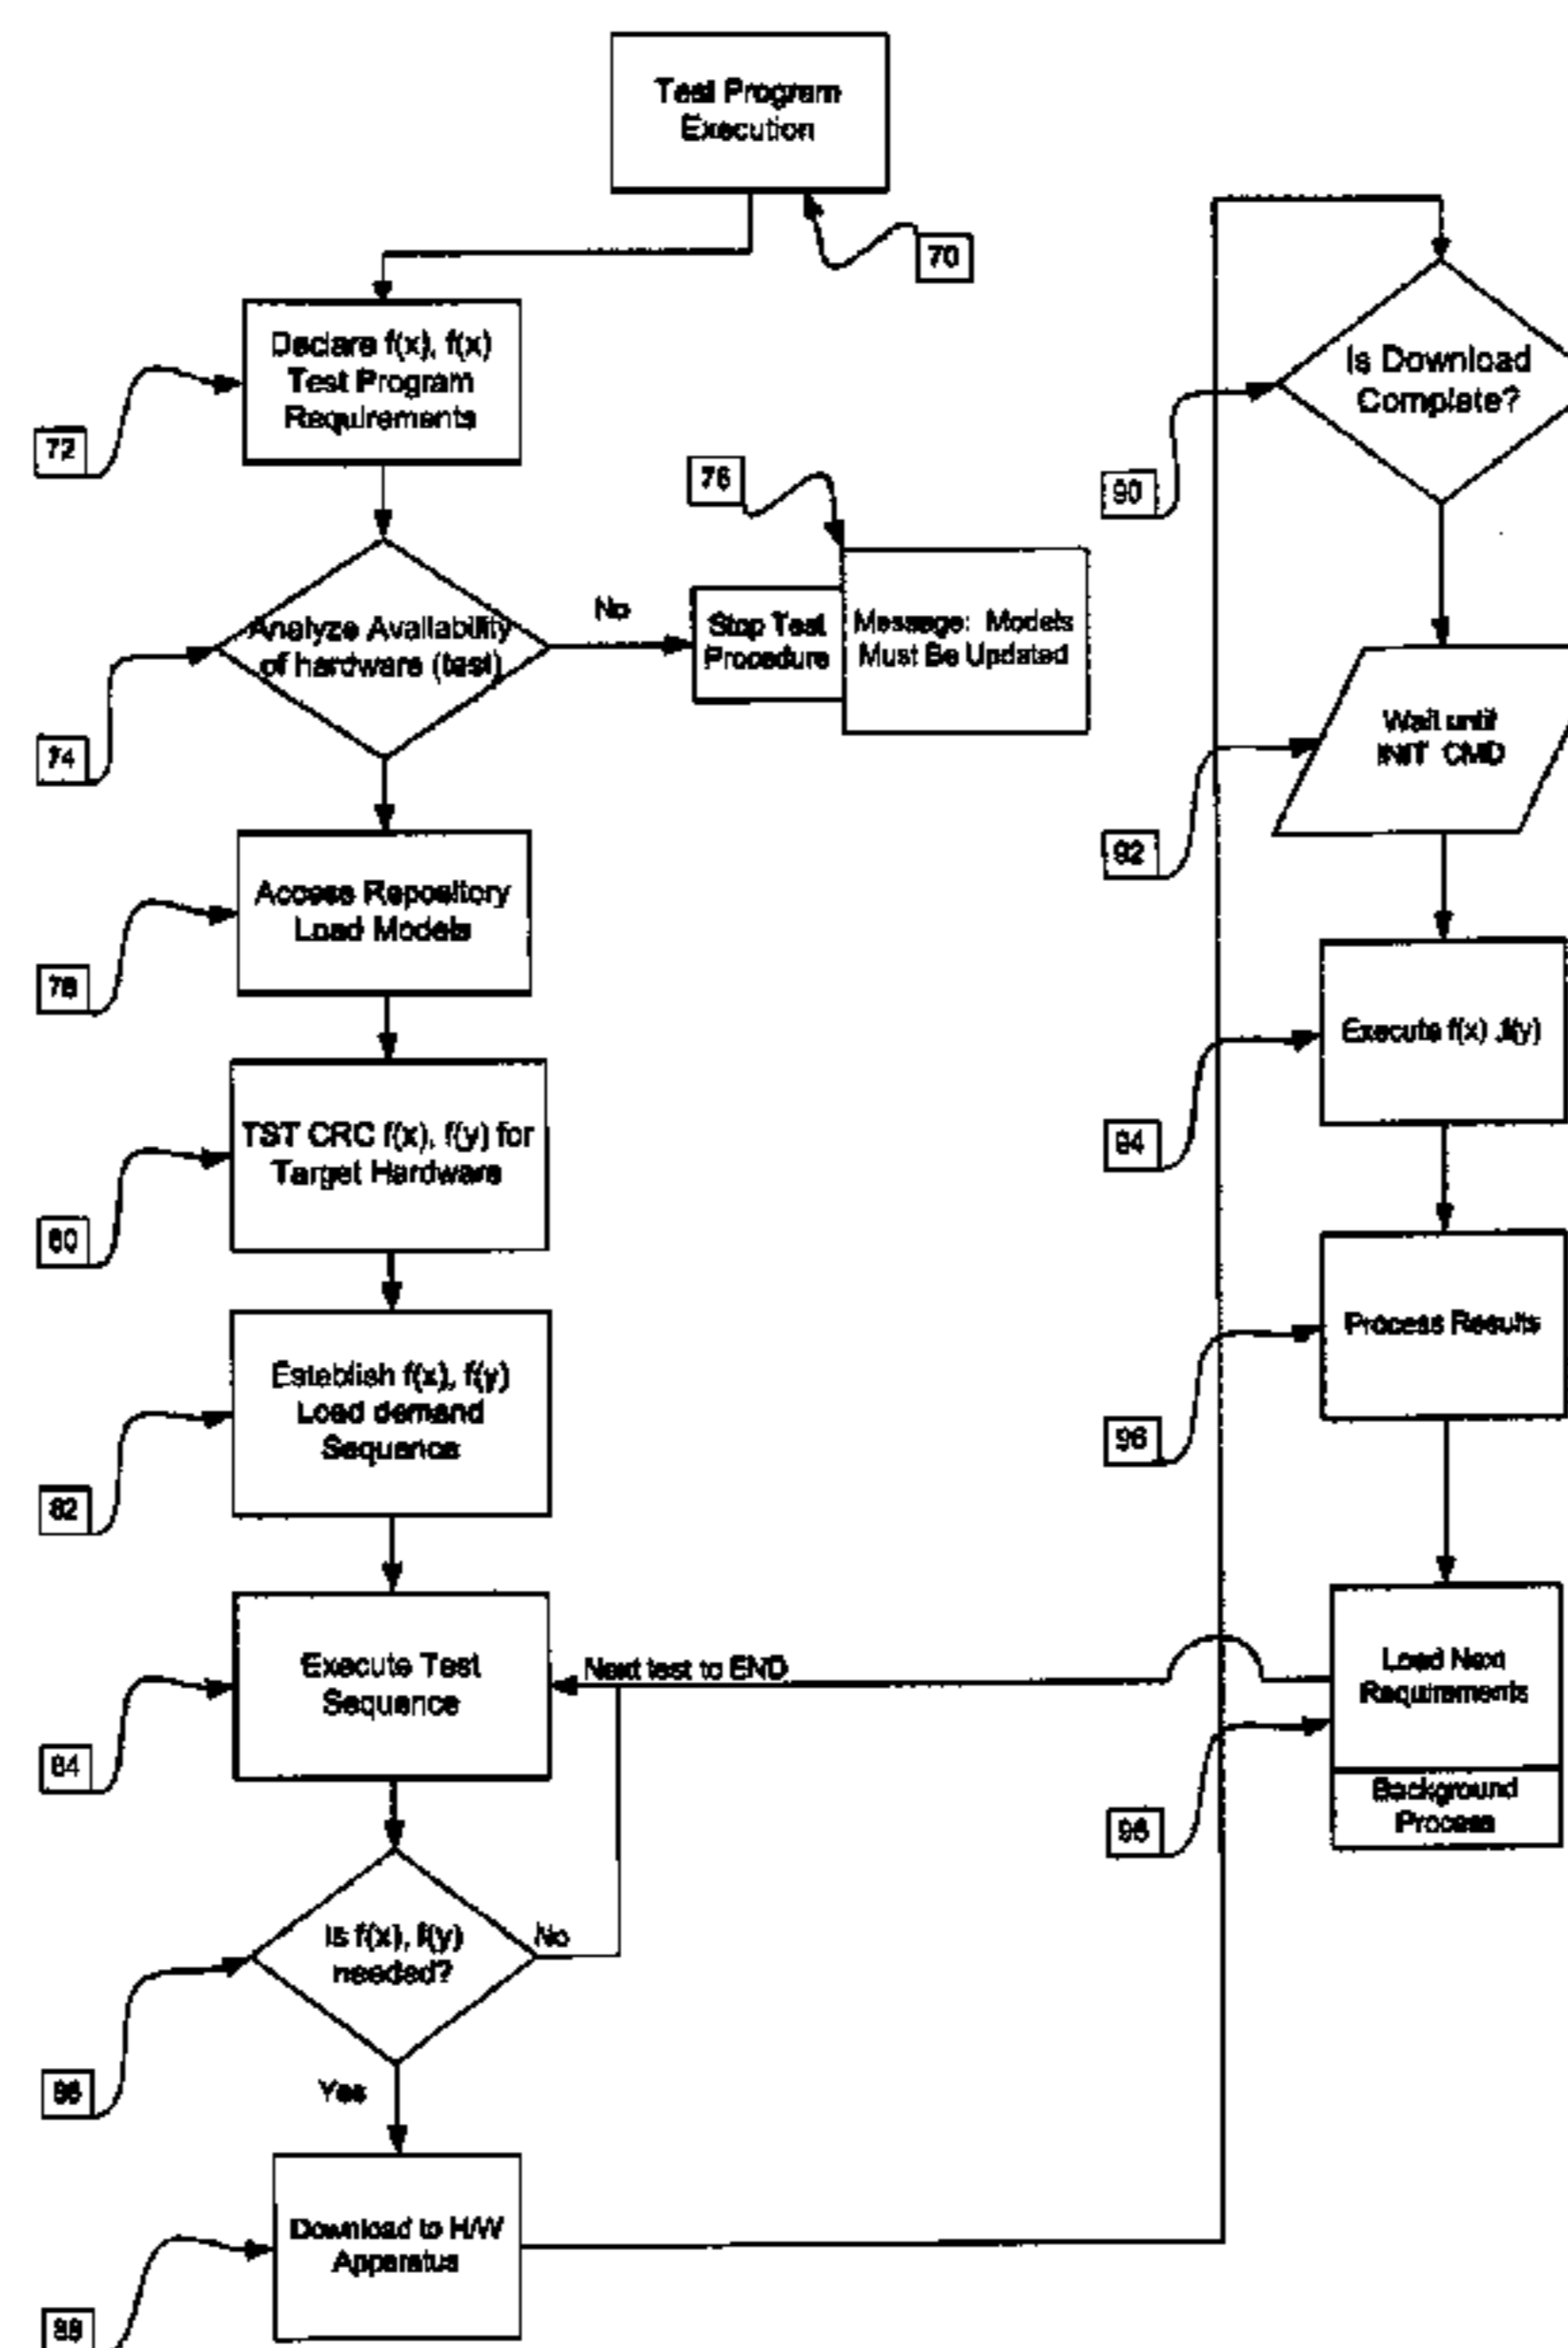 Test Program
Execution
70
Declare f(x), f(x)
Test Program
Requirements
72
76
Analyze Availability
of hardware (test)
No
Stop Test
Procedure
Message: Models
Must Be Updated
74
Access Repository
Load Models
78
TST CRC f(x), f(y) for
Target Hardware
80
Establish f(x), f(y)
Load demand
Sequence
82
Execute Test
Sequence
Next test to END
84
Is f(x), f(y)
needed?
No
86
Yes
Download to H/W
Apparatus
88
Is Download
Complete?
90
Wait until
INIT CMD
92
Execute f(x) .f(y)
94
Process Results
96
Load Next
Requirements
Background
Process
98